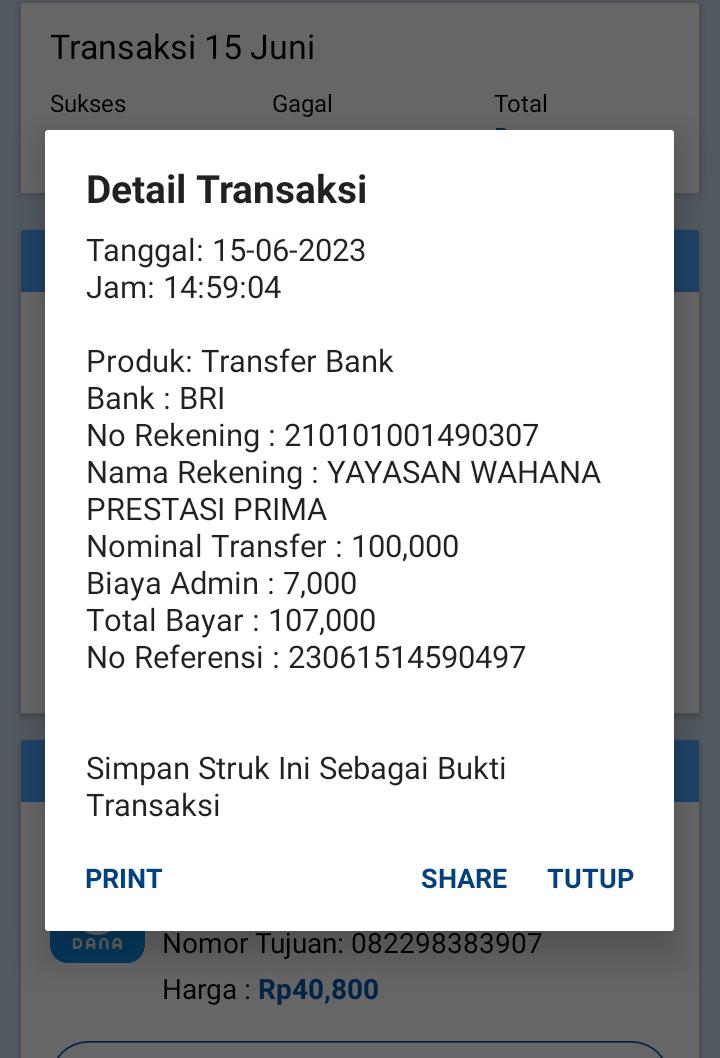 Transaksi 15 Juni
Sukses Gagal Total
Detail Transaksi
Tanggal: 15-06-2023
Jam: 14:59:04
Produk: Transfer Bank
Bank : BRI
No Rekening : 210101001490307
Nama Rekening : YAYASAN WAHANA
PRESTASI PRIMA
Nominal Transfer : 100,000
Biaya Admin : 7,000
Total Bayar : 107,000
No Referensi : 23061514590497
Simpan Struk Ini Sebagai Bukti
Transaksi
PRINT SHARE TUTUP
DANA
Nomor Tujuan: 082298383907
Harga : Rp40,800